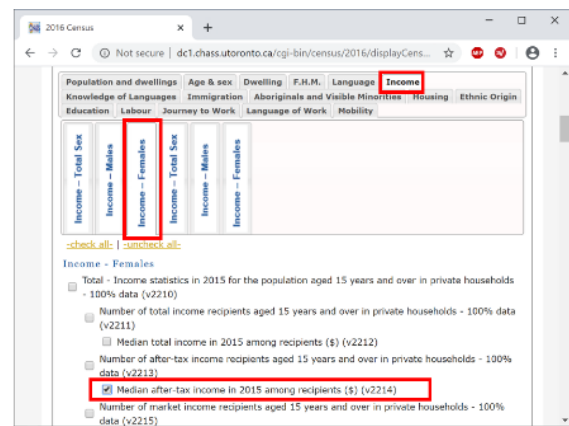 2016 Census
Not secure | dc1.chass.utoronto.ca/cgi-bin/census/2016/displayCens...
Population and dwellings Age & sex Dwelling F.H.M. Language Income
Knowledge of Languages Immigration Aboriginals and Visible Minorities Housing Ethnic Origin
Education Labour Journey to Work Language of Work Mobility
Income – Total Sex
Income – Males
Income – Females
Income – Total Sex
Income – Males
Income – Females
-check all- | -uncheck all-
Income - Females
Total - Income statistics in 2015 for the population aged 15 years and over in private households
- 100% data (v2210)
Number of total income recipients aged 15 years and over in private households - 100% data
(v2211)
Median total income in 2015 among recipients ($) (v2212)
Number of after-tax income recipients aged 15 years and over in private households - 100%
data (v2213)
Median after-tax income in 2015 among recipients ($) (v2214)
Number of market income recipients aged 15 years and over in private households - 100%
data (v2215)